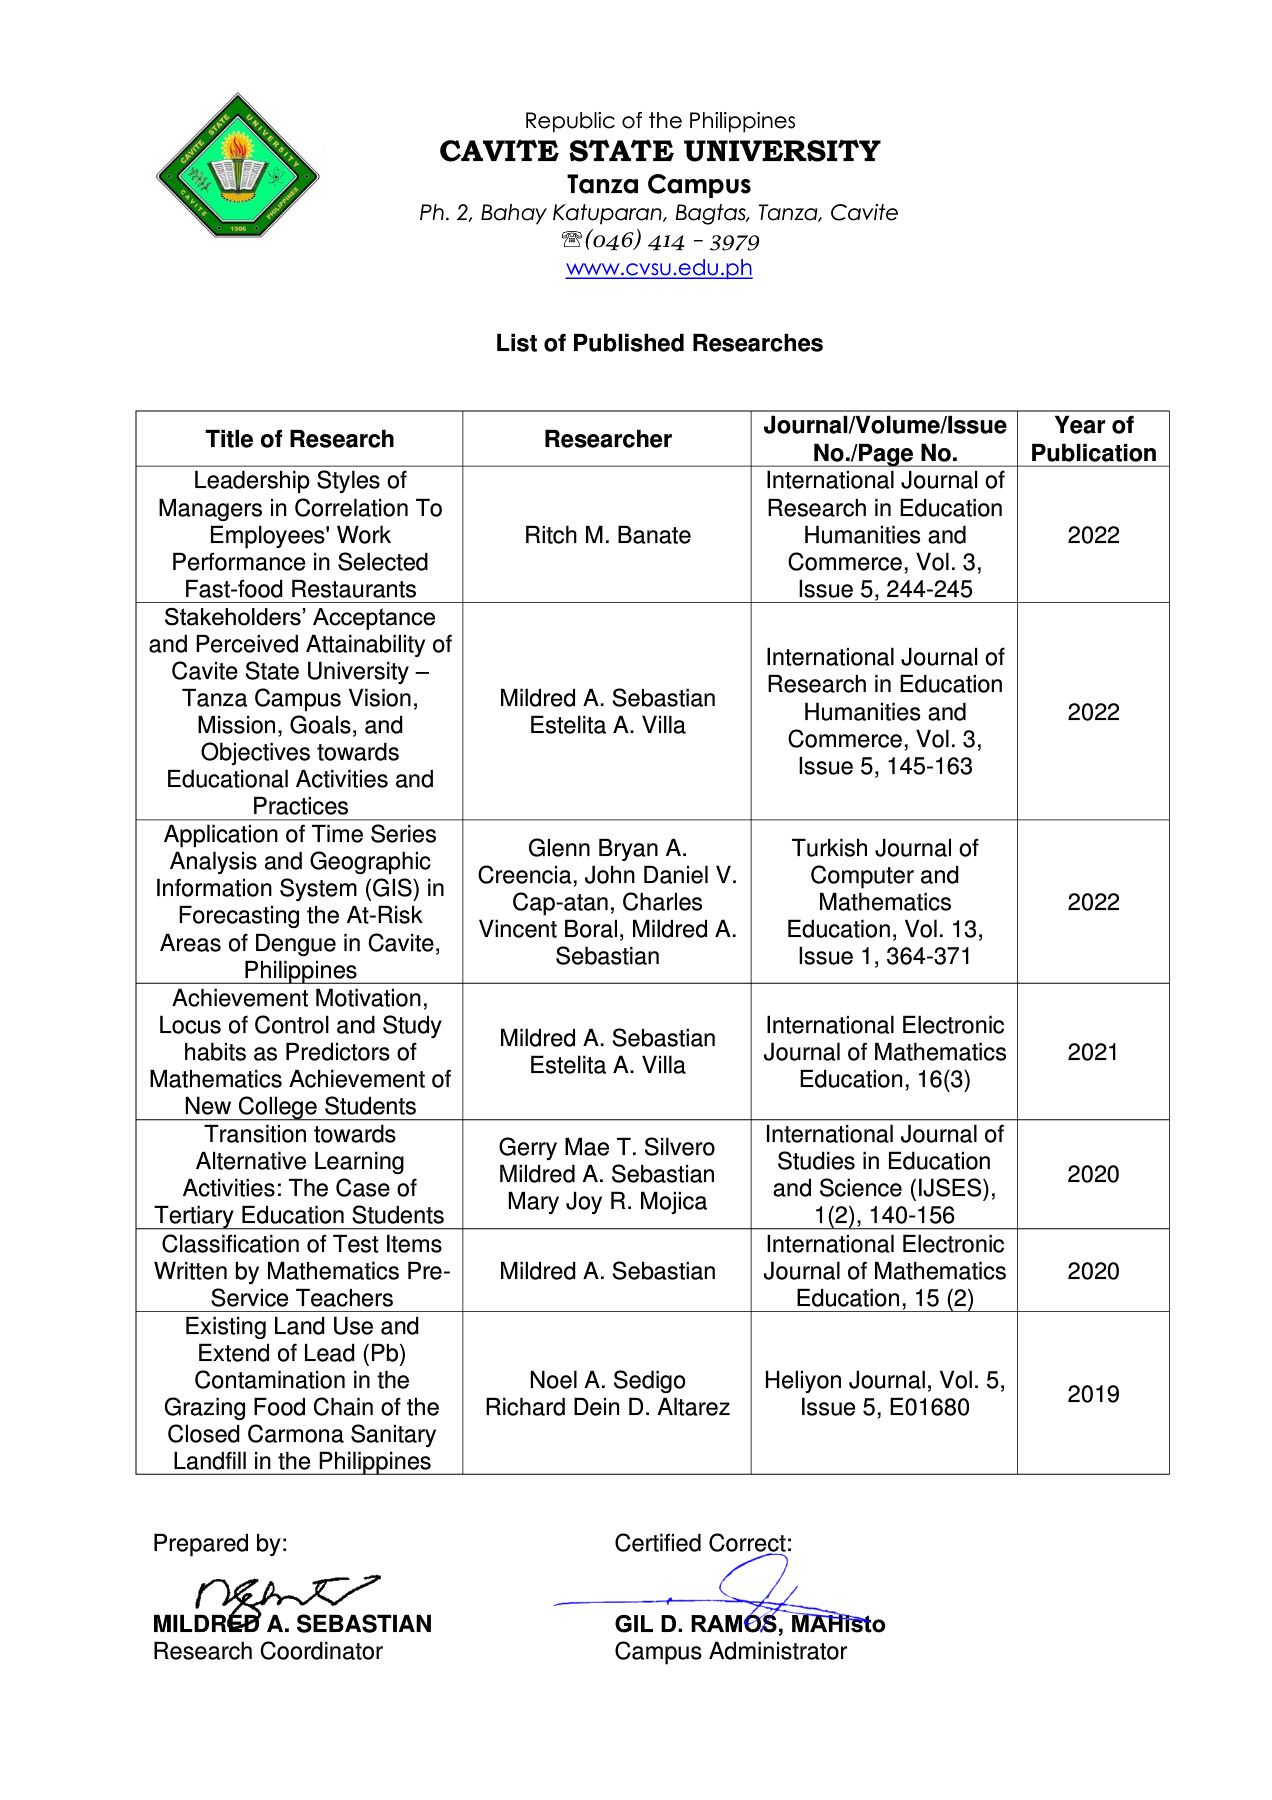 CAVITE STATE UNIVERSITY
CAVITE
PHILIPPINES
1906
Republic of the Philippines
CAVITE STATE UNIVERSITY
Tanza Campus
Ph. 2, Bahay Katuparan, Bagtas, Tanza, Cavite
☏(046) 414 – 3979
www.cvsu.edu.ph
List of Published Researches
Title of Research
Researcher
Journal/Volume/Issue
No./Page No.
Year of
Publication
Leadership Styles of
Managers in Correlation To
Employees' Work
Performance in Selected
Fast-food Restaurants
Ritch M. Banate
International Journal of
Research in Education
Humanities and
Commerce, Vol. 3,
Issue 5, 244-245
2022
Stakeholders’ Acceptance
and Perceived Attainability of
Cavite State University –
Tanza Campus Vision,
Mission, Goals, and
Objectives towards
Educational Activities and
Practices
Mildred A. Sebastian
Estelita A. Villa
International Journal of
Research in Education
Humanities and
Commerce, Vol. 3,
Issue 5, 145-163
2022
Application of Time Series
Analysis and Geographic
Information System (GIS) in
Forecasting the At-Risk
Areas of Dengue in Cavite,
Philippines
Glenn Bryan A.
Creencia, John Daniel V.
Cap-atan, Charles
Vincent Boral, Mildred A.
Sebastian
Turkish Journal of
Computer and
Mathematics
Education, Vol. 13,
Issue 1, 364-371
2022
Achievement Motivation,
Locus of Control and Study
habits as Predictors of
Mathematics Achievement of
New College Students
Mildred A. Sebastian
Estelita A. Villa
International Electronic
Journal of Mathematics
Education, 16(3)
2021
Transition towards
Alternative Learning
Activities: The Case of
Tertiary Education Students
Gerry Mae T. Silvero
Mildred A. Sebastian
Mary Joy R. Mojica
International Journal of
Studies in Education
and Science (IJSES),
1(2), 140-156
2020
Classification of Test Items
Written by Mathematics Pre-
Service Teachers
Mildred A. Sebastian
International Electronic
Journal of Mathematics
Education, 15 (2)
2020
Existing Land Use and
Extend of Lead (Pb)
Contamination in the
Grazing Food Chain of the
Closed Carmona Sanitary
Landfill in the Philippines
Noel A. Sedigo
Richard Dein D. Altarez
Heliyon Journal, Vol. 5,
Issue 5, E01680
2019
Prepared by:
MILDRED A. SEBASTIAN
Research Coordinator
Certified Correct:
GIL D. RAMOS, MAHisto
Campus Administrator